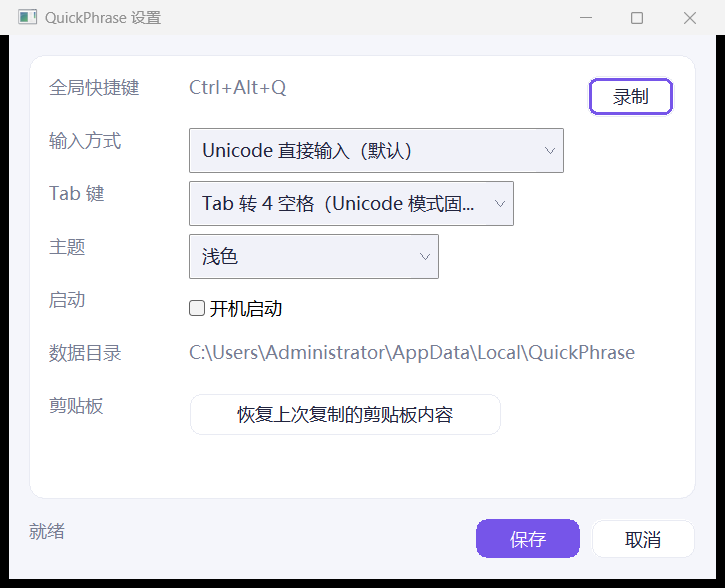 QuickPhrase 设置
全局快捷键 Ctrl+Alt+Q 录制
输入方式 Unicode 直接输入（默认）
Tab 键 Tab 转 4 空格（Unicode 模式固...
主题 浅色
启动 开机启动
数据目录 C:\Users\Administrator\AppData\Local\QuickPhrase
剪贴板 恢复上次复制的剪贴板内容
就绪 保存 取消